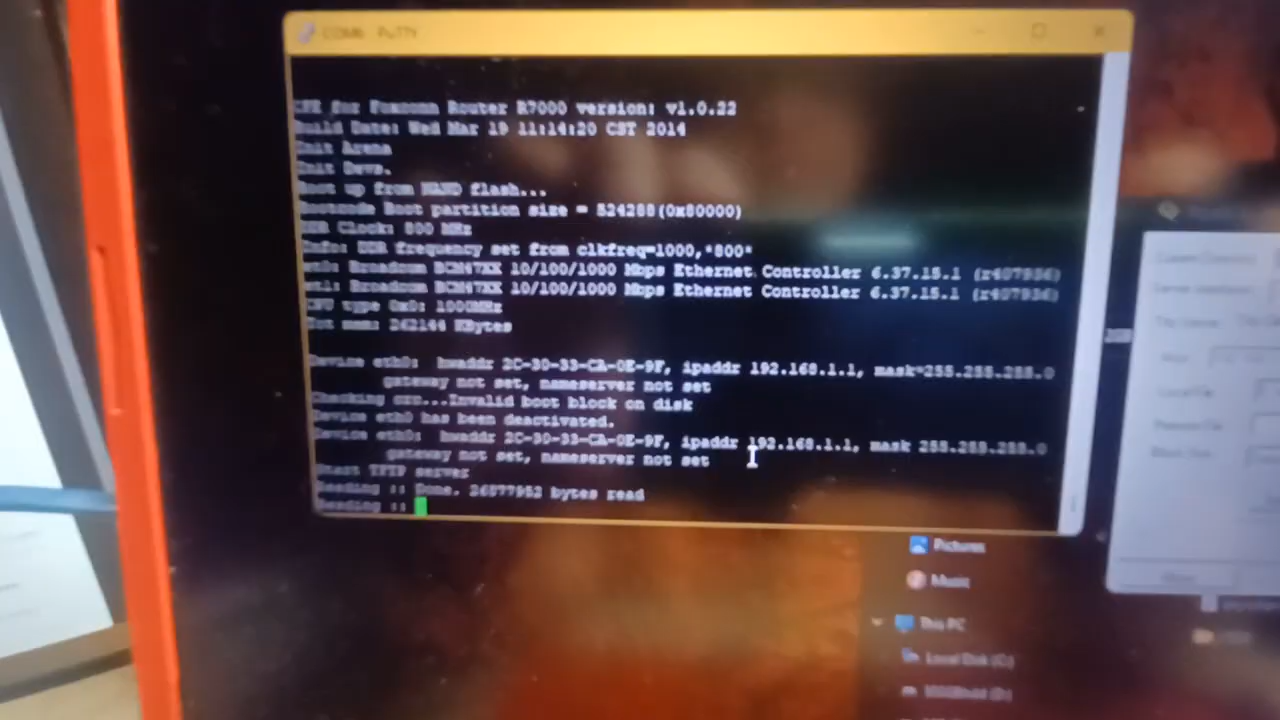 COM6 - PuTTY
CFE for Foxconn Router R7000 version: v1.0.22
Build Date: Wed Mar 19 11:14:20 CST 2014
Init Arena
Init Devs.
Boot up from NAND flash...
Bootcode Boot partition size = 524288(0x80000)
DDR Clock: 800 MHz
Info: DDR frequency set from clkfreq=1000,*800*
et0: Broadcom BCM47XX 10/100/1000 Mbps Ethernet Controller 6.37.15.1 (r407936)
et1: Broadcom BCM47XX 10/100/1000 Mbps Ethernet Controller 6.37.15.1 (r407936)
CPU type 0x0: 1000MHz
Tot mem: 262144 KBytes
Device eth0: hwaddr 2C-30-33-CA-0E-9F, ipaddr 192.168.1.1, mask 255.255.255.0
gateway not set, nameserver not set
Checking crc...Invalid boot block on disk
Device eth0 has been deactivated.
Device eth0: hwaddr 2C-30-33-CA-0E-9F, ipaddr 192.168.1.1, mask 255.255.255.0
gateway not set, nameserver not set
Start TFTP server
Reading :: Done. 26877952 bytes read
Reading ::
Pictures
Music
This PC
Local Disk (C:)